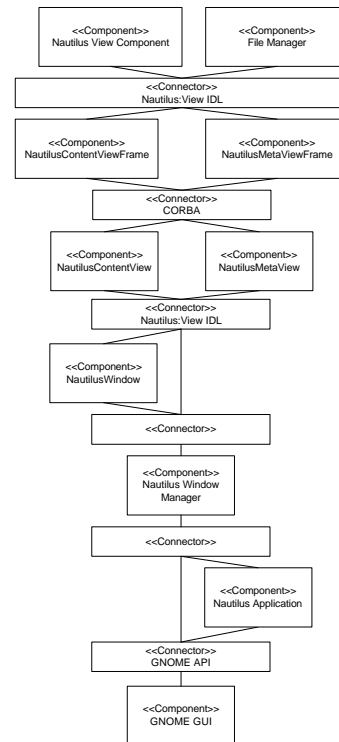 <<Component>>
Nautilus View Component
<<Component>>
File Manager
<<Connector>>
Nautilus:View IDL
<<Component>>
NautilusContentViewFrame
<<Component>>
NautilusMetaViewFrame
<<Connector>>
CORBA
<<Component>>
NautilusContentView
<<Component>>
NautilusMetaView
<<Connector>>
Nautilus:View IDL
<<Component>>
NautilusWindow
<<Connector>>
<<Component>>
Nautilus Window
Manager
<<Connector>>
<<Component>>
Nautilus Application
<<Connector>>
GNOME API
<<Component>>
GNOME GUI